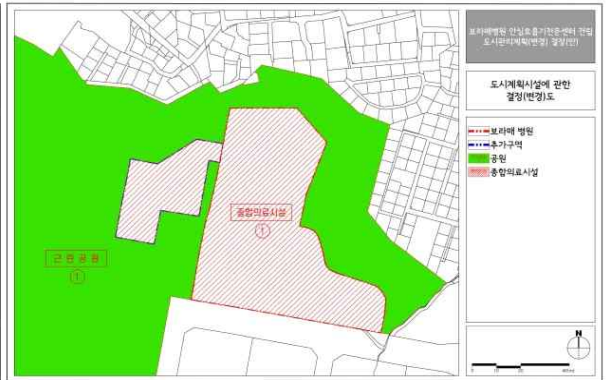 보라매병원 안심호흡기전문센터 건립
도시관리계획(변경) 결정(안)
도시계획시설에 관한
결정(변경)도
보라매 병원
추가구역
공원
종합의료시설
종합의료시설
1
근린공원
1
N